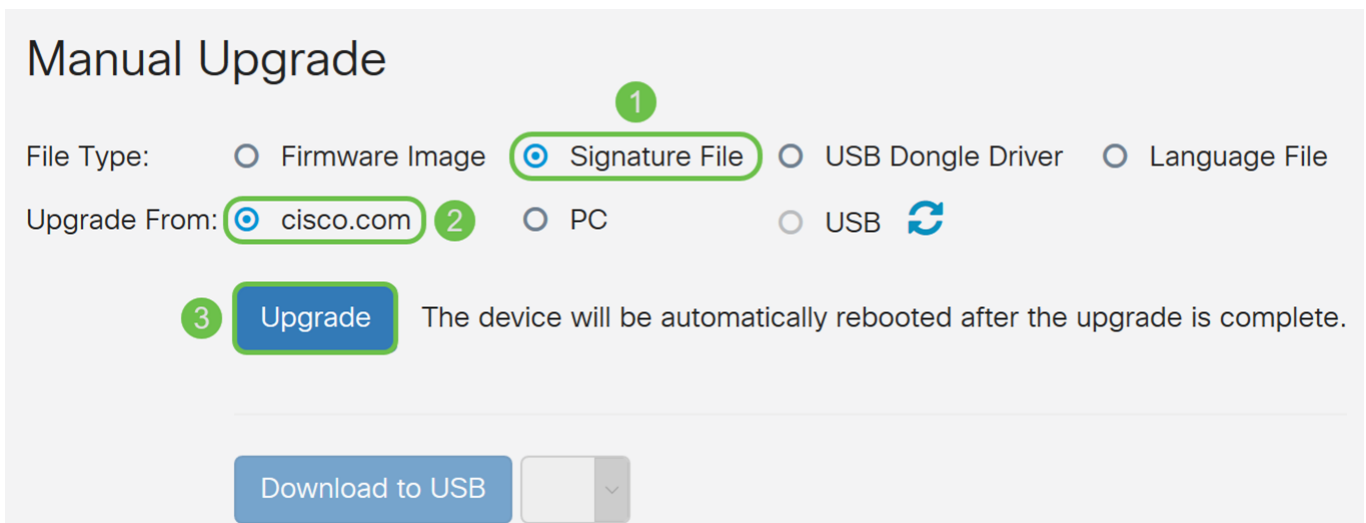 Manual Upgrade
1
File Type: Firmware Image Signature File USB Dongle Driver Language File
Upgrade From: cisco.com 2 PC USB
3 Upgrade The device will be automatically rebooted after the upgrade is complete.
Download to USB